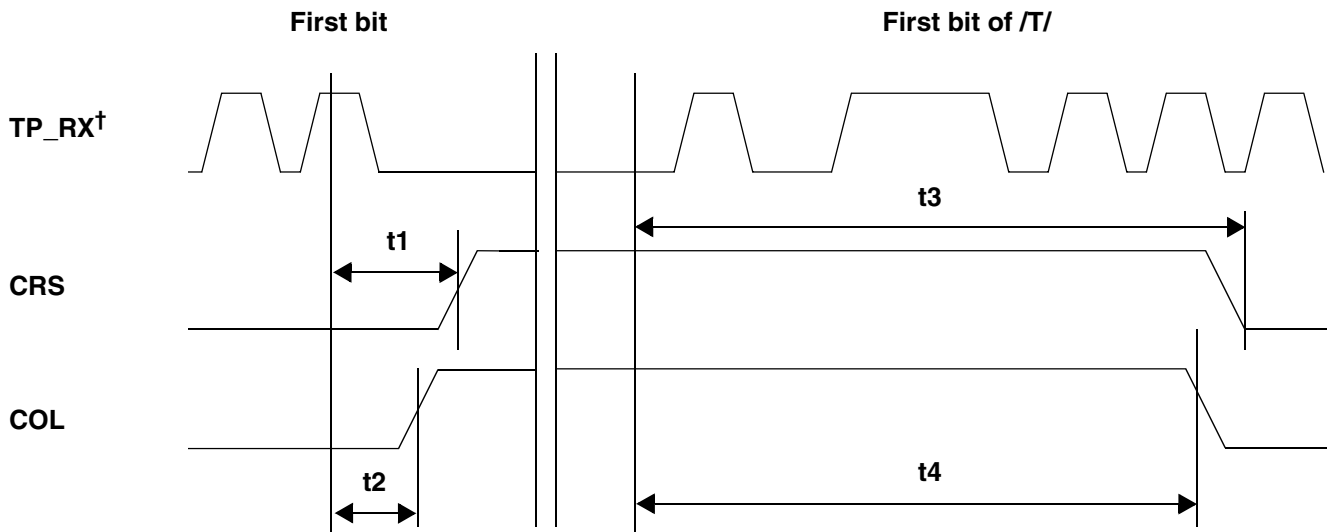 First bit
First bit of /T/
TP_RX†
t3
t1
CRS
COL
t4
t2